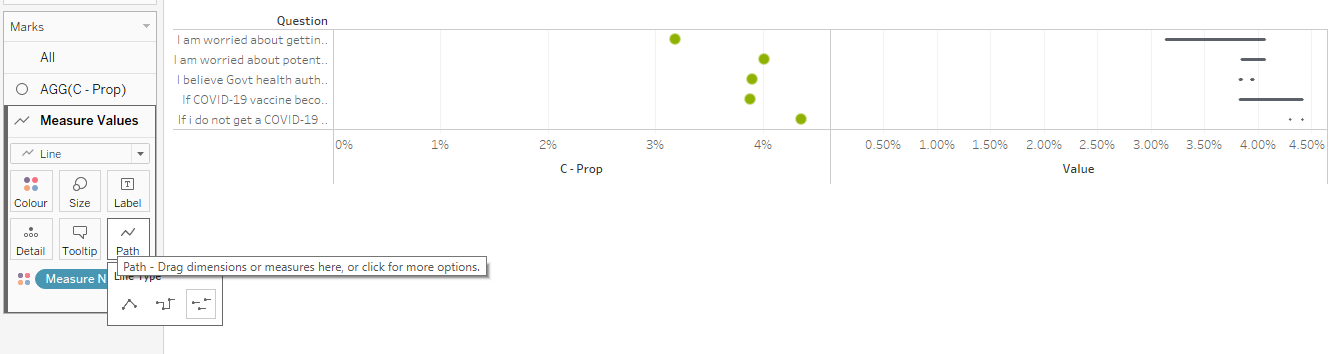 Marks
All
AGG(C - Prop)
Measure Values
Line
Colour Size Label
Detail Tooltip Path
Path - Drag dimensions or measures here, or click for more options.
Line Type
Measure N
Question
I am worried about gettin..
I am worried about potent..
I believe Govt health auth..
If COVID-19 vaccine beco..
If i do not get a COVID-19 ..
0% 1% 2% 3% 4%
C - Prop
0.50% 1.00% 1.50% 2.00% 2.50% 3.00% 3.50% 4.00% 4.50%
Value